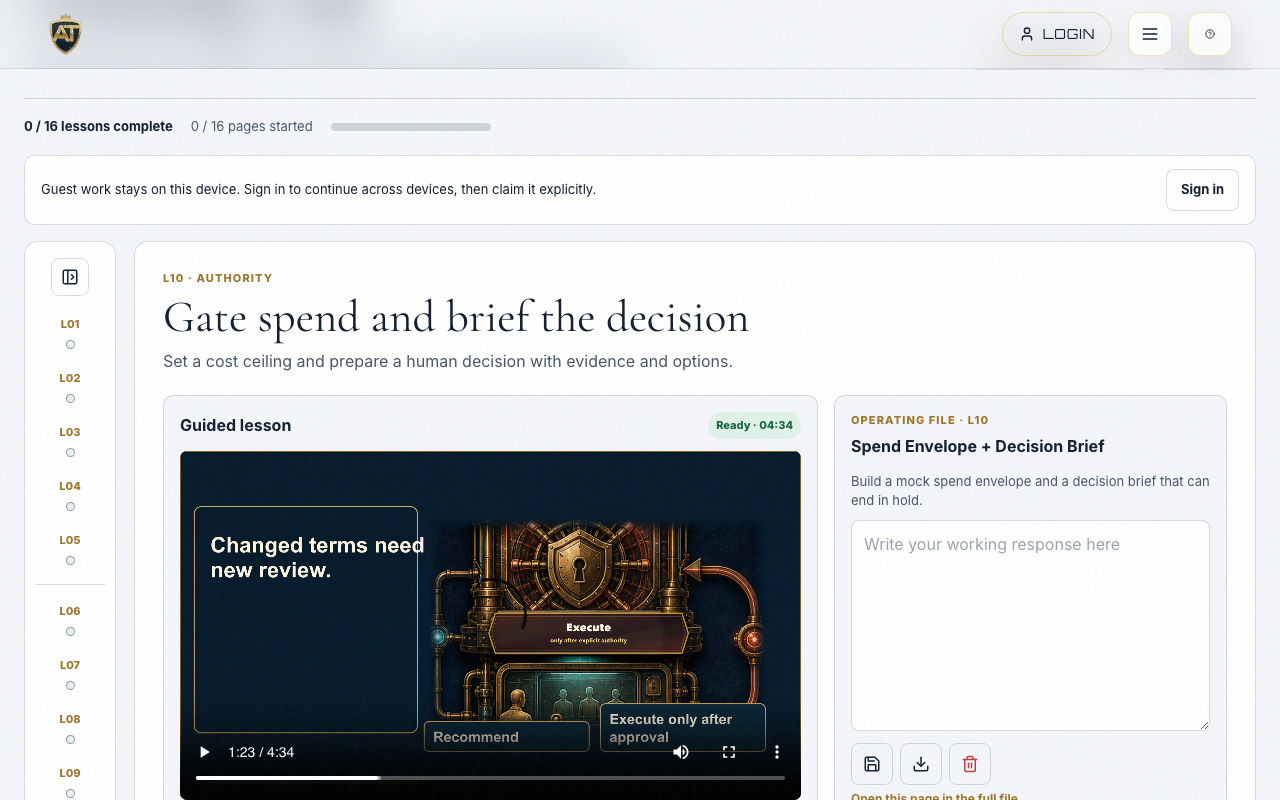 AT
LOGIN
0 / 16 lessons complete
0 / 16 pages started
Guest work stays on this device. Sign in to continue across devices, then claim it explicitly.
Sign in
L01
L02
L03
L04
L05
L06
L07
L08
L09
L10 · AUTHORITY
Gate spend and brief the decision
Set a cost ceiling and prepare a human decision with evidence and options.
Guided lesson
Ready · 04:34
Changed terms need
new review.
Execute
only after explicit authority
Recommend
Execute only after
approval
1:23 / 4:34
OPERATING FILE · L10
Spend Envelope + Decision Brief
Build a mock spend envelope and a decision brief that can
end in hold.
Write your working response here
Open this page in the full file